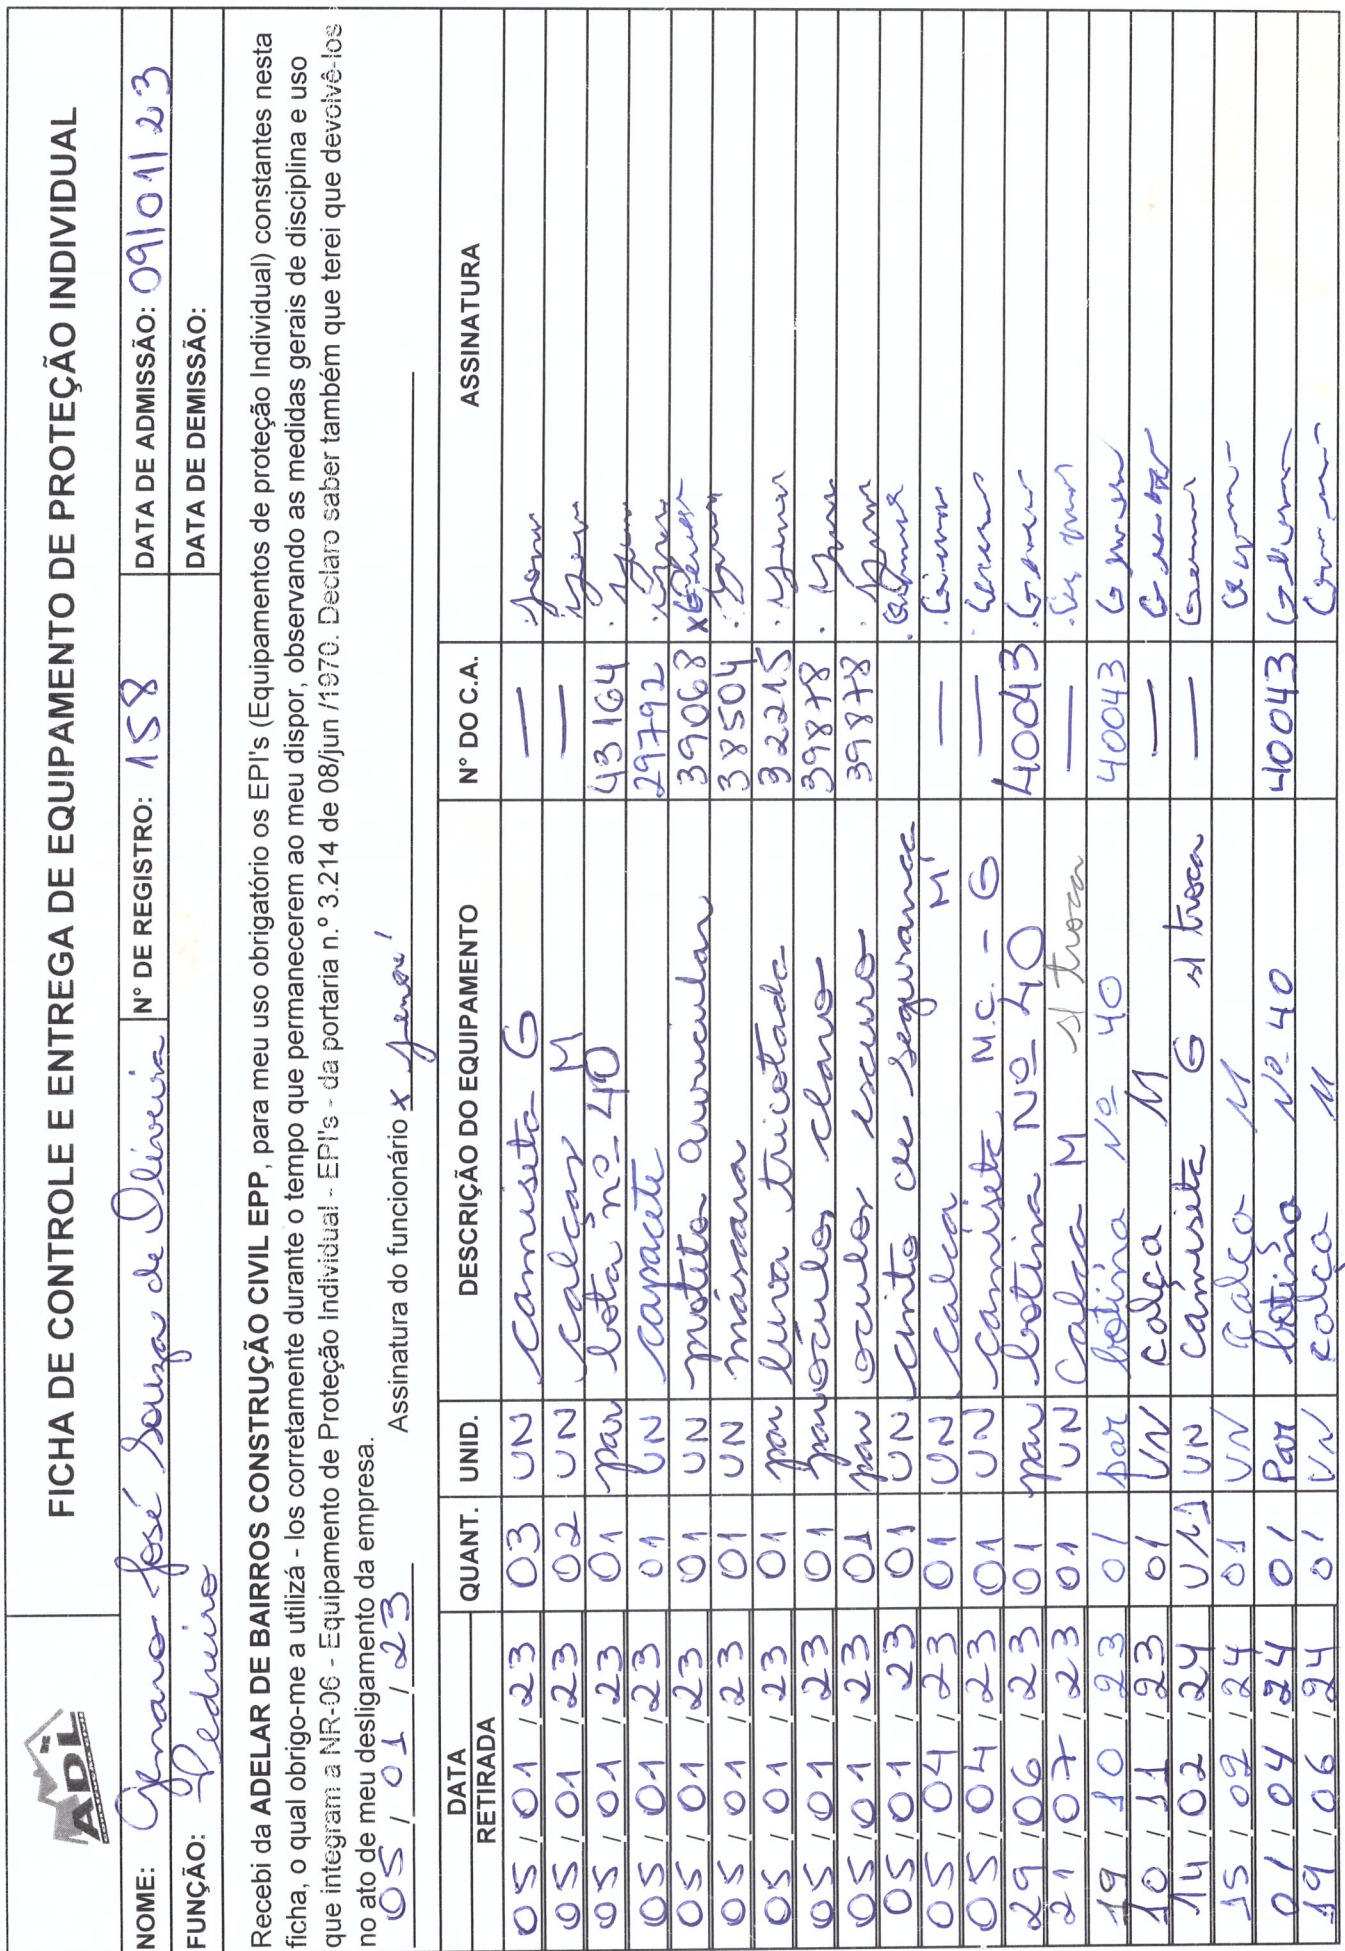 ADL
FICHA DE CONTROLE E ENTREGA DE EQUIPAMENTO DE PROTEÇÃO INDIVIDUAL
NOME: Genaro José Souza de Oliveira N° DE REGISTRO: 158 DATA DE ADMISSÃO: 09/01/23
FUNÇÃO: Pedreiro DATA DE DEMISSÃO:
Recebi da ADELAR DE BAIRROS CONSTRUÇÃO CIVIL EPP, para meu uso obrigatório os EPI's (Equipamentos de proteção Individual) constantes nesta
ficha, o qual obrigo-me a utilizá - los corretamente durante o tempo que permanecerem ao meu dispor, observando as medidas gerais de disciplina e uso
que integram a NR-06 - Equipamento de Proteção Individual - EPI's - da portaria n.º 3.214 de 08/jun /1970. Declaro saber também que terei que devolvê-los
no ato de meu desligamento da empresa.
05 / 01 / 23 Assinatura do funcionário x
DATA RETIRADA QUANT. UNID. DESCRIÇÃO DO EQUIPAMENTO N° DO C.A. ASSINATURA
05 / 01 / 23 03 UN camiseta G —
05 / 01 / 23 02 UN calças M —
05 / 01 / 23 01 par bota nº 40 43164
05 / 01 / 23 01 UN capacete 29792
05 / 01 / 23 01 UN proteto auricular 39068
05 / 01 / 23 01 UN máscara 38504
05 / 01 / 23 01 par luva tricotada 32215
05 / 01 / 23 01 par óculos claro 39878
05 / 01 / 23 01 par oculos escuro 39878
05 / 01 / 23 01 UN cinto de segurança
05 / 04 / 23 01 UN calça M —
05 / 04 / 23 01 UN camiseta M.C. - G —
29 / 06 / 23 01 par botina Nº 40 40043
21 / 07 / 23 01 UN Calça M s/ troca —
19 / 10 / 23 01 par botina Nº 40 40043
10 / 11 / 23 01 UN calça M —
14 / 02 / 24 UN camiseta G s/ troca —
15 / 02 / 24 01 UN calça M
01 / 04 / 24 01 Par botina Nº 40 40043
19 / 06 / 24 01 UN calça M